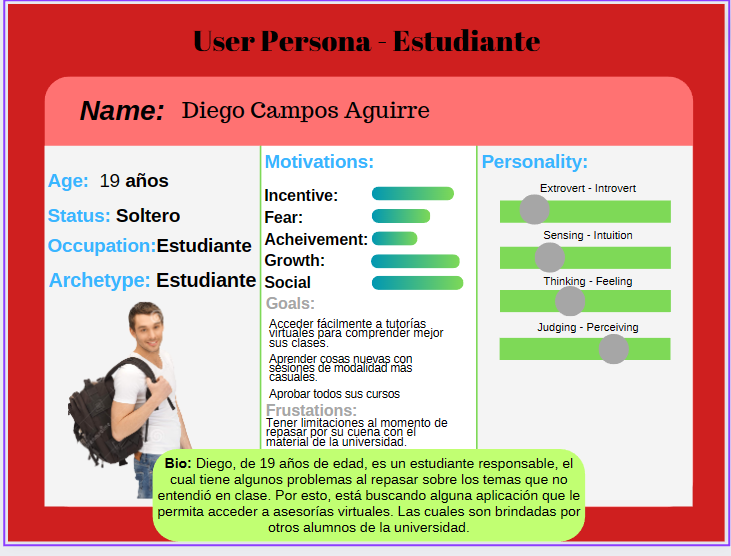 User Persona - Estudiante
Name: Diego Campos Aguirre
Age: 19 años
Status: Soltero
Occupation:Estudiante
Archetype: Estudiante
Motivations:
Incentive:
Fear:
Acheivement:
Growth:
Social
Goals:
Acceder fácilmente a tutorías
virtuales para comprender mejor
sus clases.
Aprender cosas nuevas con
sesiones de modalidad más
casuales.
Aprobar todos sus cursos
Frustations:
Tener limitaciones al momento de
repasar por su cuena con el
material de la universidad.
Personality:
Extrovert - Introvert
Sensing - Intuition
Thinking - Feeling
Judging - Perceiving
Bio: Diego, de 19 años de edad, es un estudiante responsable, el
cual tiene algunos problemas al repasar sobre los temas que no
entendió en clase. Por esto, está buscando alguna aplicación que le
permita acceder a asesorías virtuales. Las cuales son brindadas por
otros alumnos de la universidad.